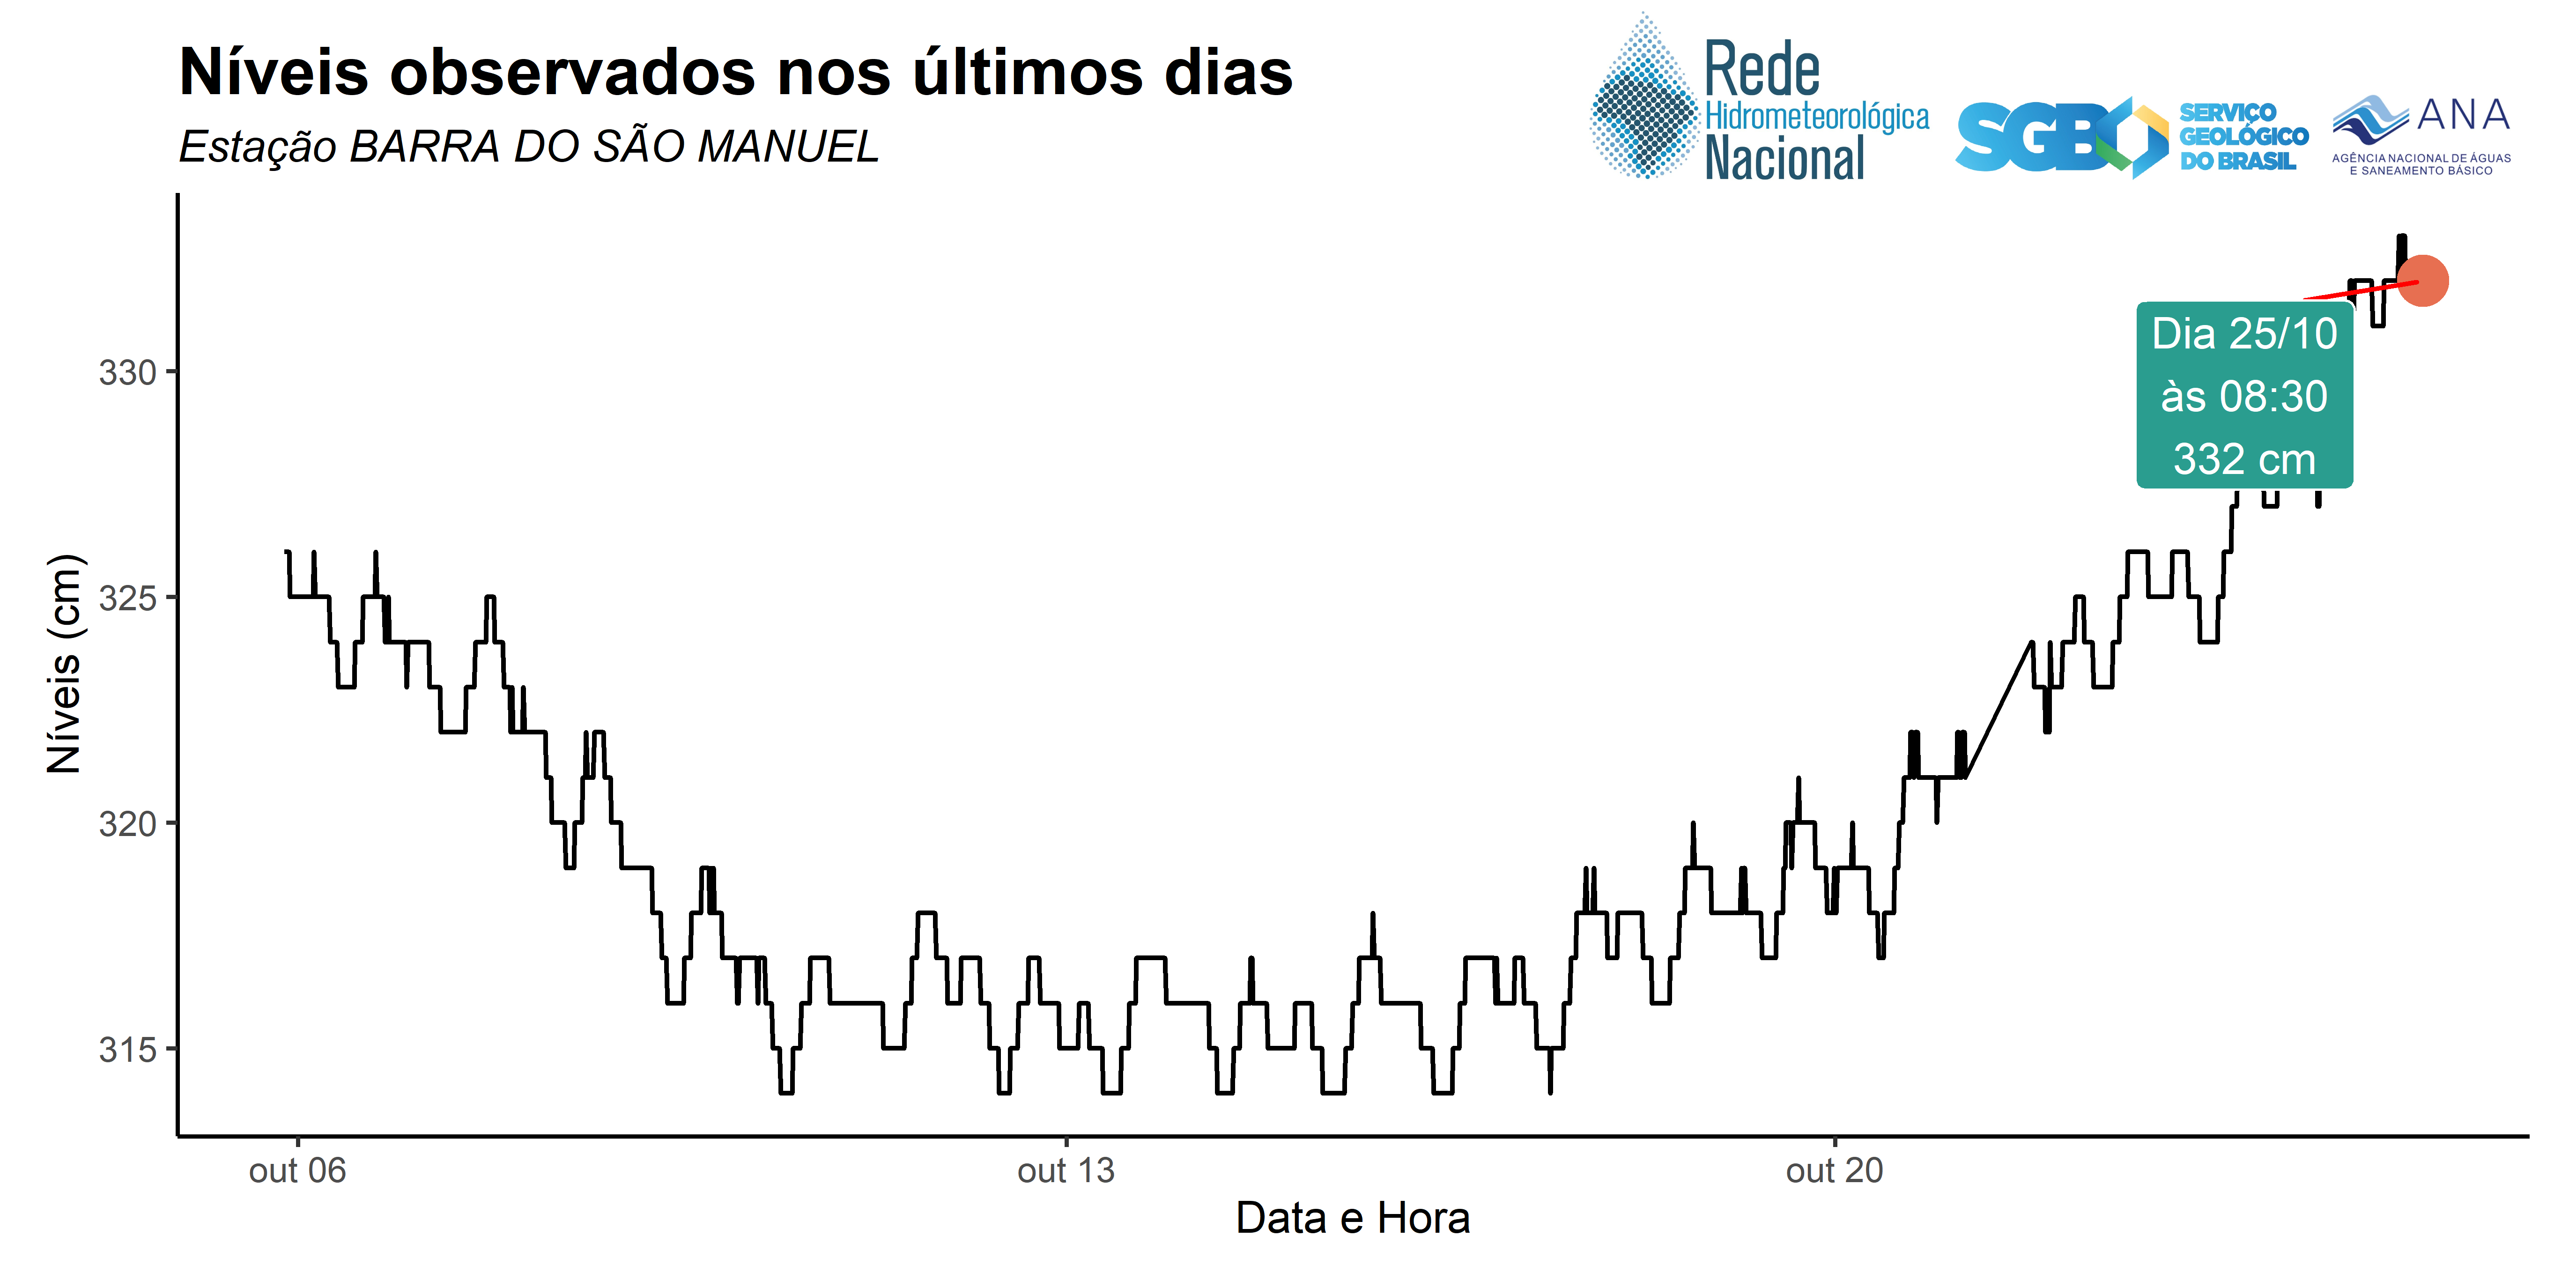 Níveis observados nos últimos dias
Estação BARRA DO SÃO MANUEL
Rede
Hidrometeorológica
Nacional
SGB
SERVIÇO
GEOLÓGICO
DO BRASIL
ANA
AGÊNCIA NACIONAL DE ÁGUAS
E SANEAMENTO BÁSICO
Níveis (cm)
330
325
320
315
Dia 25/10
às 08:30
332 cm
out 06
out 13
out 20
Data e Hora